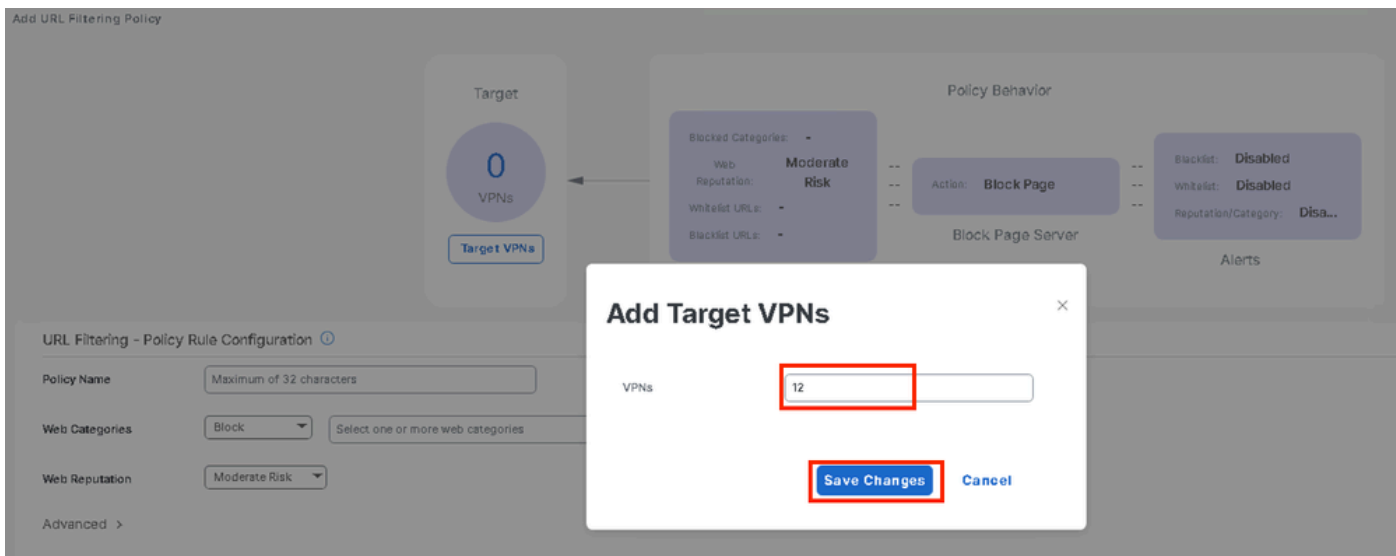 Add URL Filtering Policy
Target
0
VPNs
Target VPNs
Policy Behavior
Blocked Categories: -
Web Reputation: Moderate Risk
Whitelist URLs: -
Blacklist URLs: -
--
--
--
Action: Block Page
Block Page Server
--
--
--
Blacklist: Disabled
Whitelist: Disabled
Reputation/Category: Disa...
Alerts
Add Target VPNs
×
VPNs 12
Save Changes Cancel
URL Filtering - Policy Rule Configuration
Policy Name Maximum of 32 characters
Web Categories Block Select one or more web categories
Web Reputation Moderate Risk
Advanced >